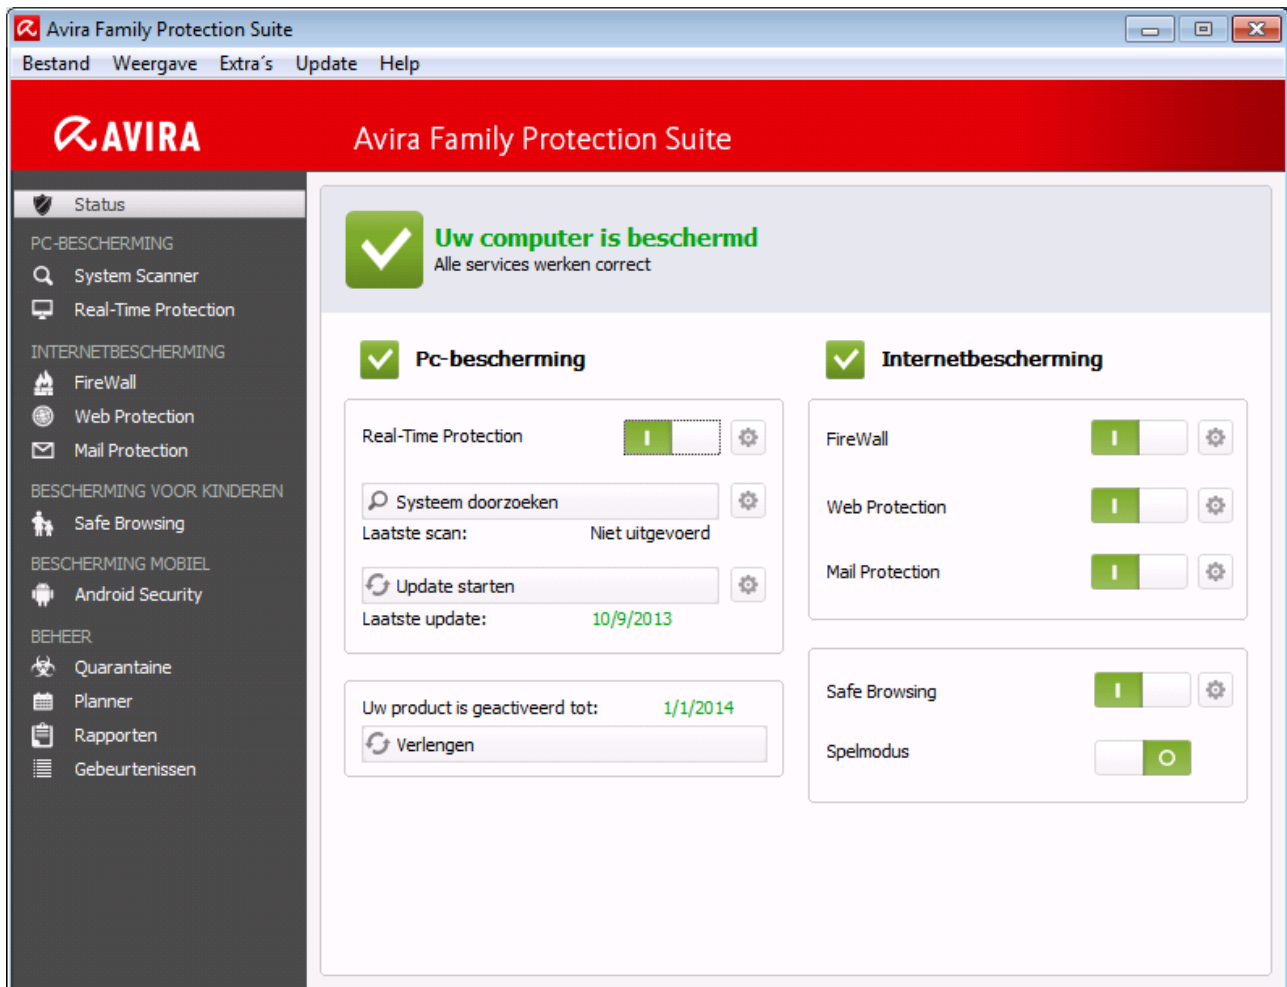 Avira Family Protection Suite
Bestand Weergave Extra´s Update Help
AVIRA
Avira Family Protection Suite
Status
PC-BESCHERMING
System Scanner
Real-Time Protection
INTERNETBESCHERMING
FireWall
Web Protection
Mail Protection
BESCHERMING VOOR KINDEREN
Safe Browsing
BESCHERMING MOBIEL
Android Security
BEHEER
Quarantaine
Planner
Rapporten
Gebeurtenissen
Uw computer is beschermd
Alle services werken correct
Pc-bescherming
Real-Time Protection
Systeem doorzoeken
Laatste scan: Niet uitgevoerd
Update starten
Laatste update: 10/9/2013
Uw product is geactiveerd tot: 1/1/2014
Verlengen
Internetbescherming
FireWall
Web Protection
Mail Protection
Safe Browsing
Spelmodus